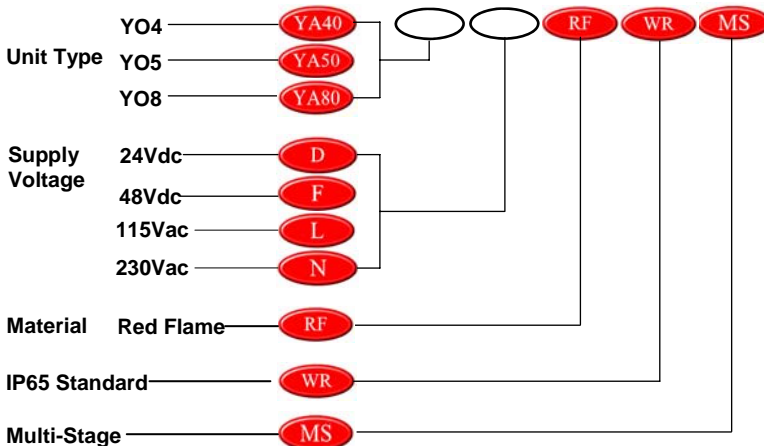 YO4 YA40 RF WR MS
Unit Type YO5 YA50
YO8 YA80
Supply Voltage 24Vdc D
48Vdc F
115Vac L
230Vac N
Material Red Flame RF
IP65 Standard WR
Multi-Stage MS